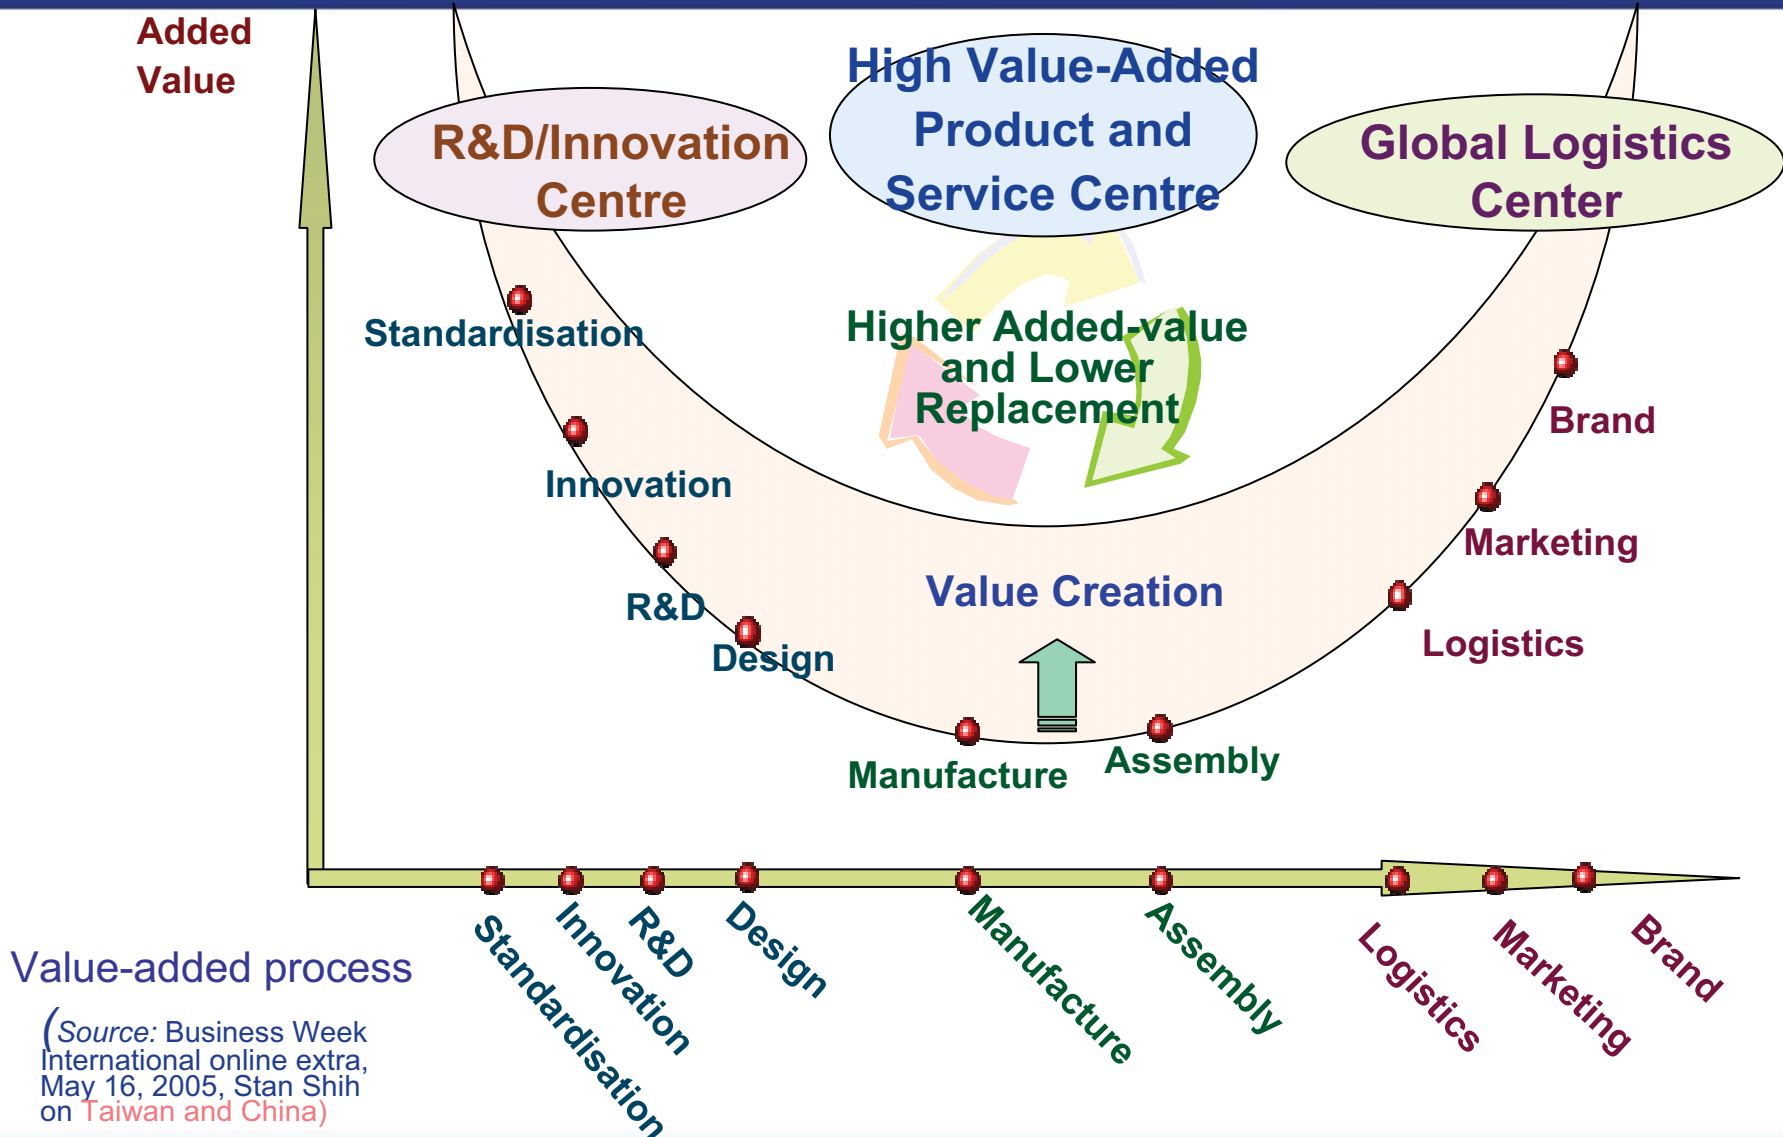 Added
Value
High Value-Added
Product and
Service Centre
R&D/Innovation
Centre
Global Logistics
Center
Higher Added-value
and Lower
Replacement
Standardisation
Innovation
R&D
Design
Value Creation
Manufacture
Assembly
Brand
Marketing
Logistics
Standardisation
Innovation
R&D
Design
Manufacture
Assembly
Logistics
Marketing
Brand
Value-added process
(Source: Business Week
International online extra,
May 16, 2005, Stan Shih
on Taiwan and China)